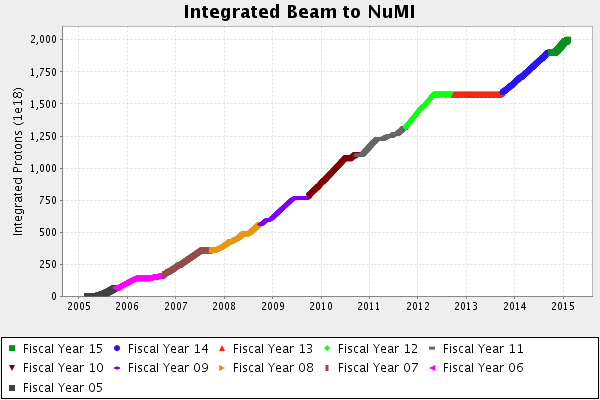 Integrated Beam to NuMI
Integrated Protons (1e18)
2,000
1,750
1,500
1,250
1,000
750
500
250
0
2005 2006 2007 2008 2009 2010 2011 2012 2013 2014 2015
Fiscal Year 15 Fiscal Year 14 Fiscal Year 13 Fiscal Year 12 Fiscal Year 11
Fiscal Year 10 Fiscal Year 09 Fiscal Year 08 Fiscal Year 07 Fiscal Year 06
Fiscal Year 05